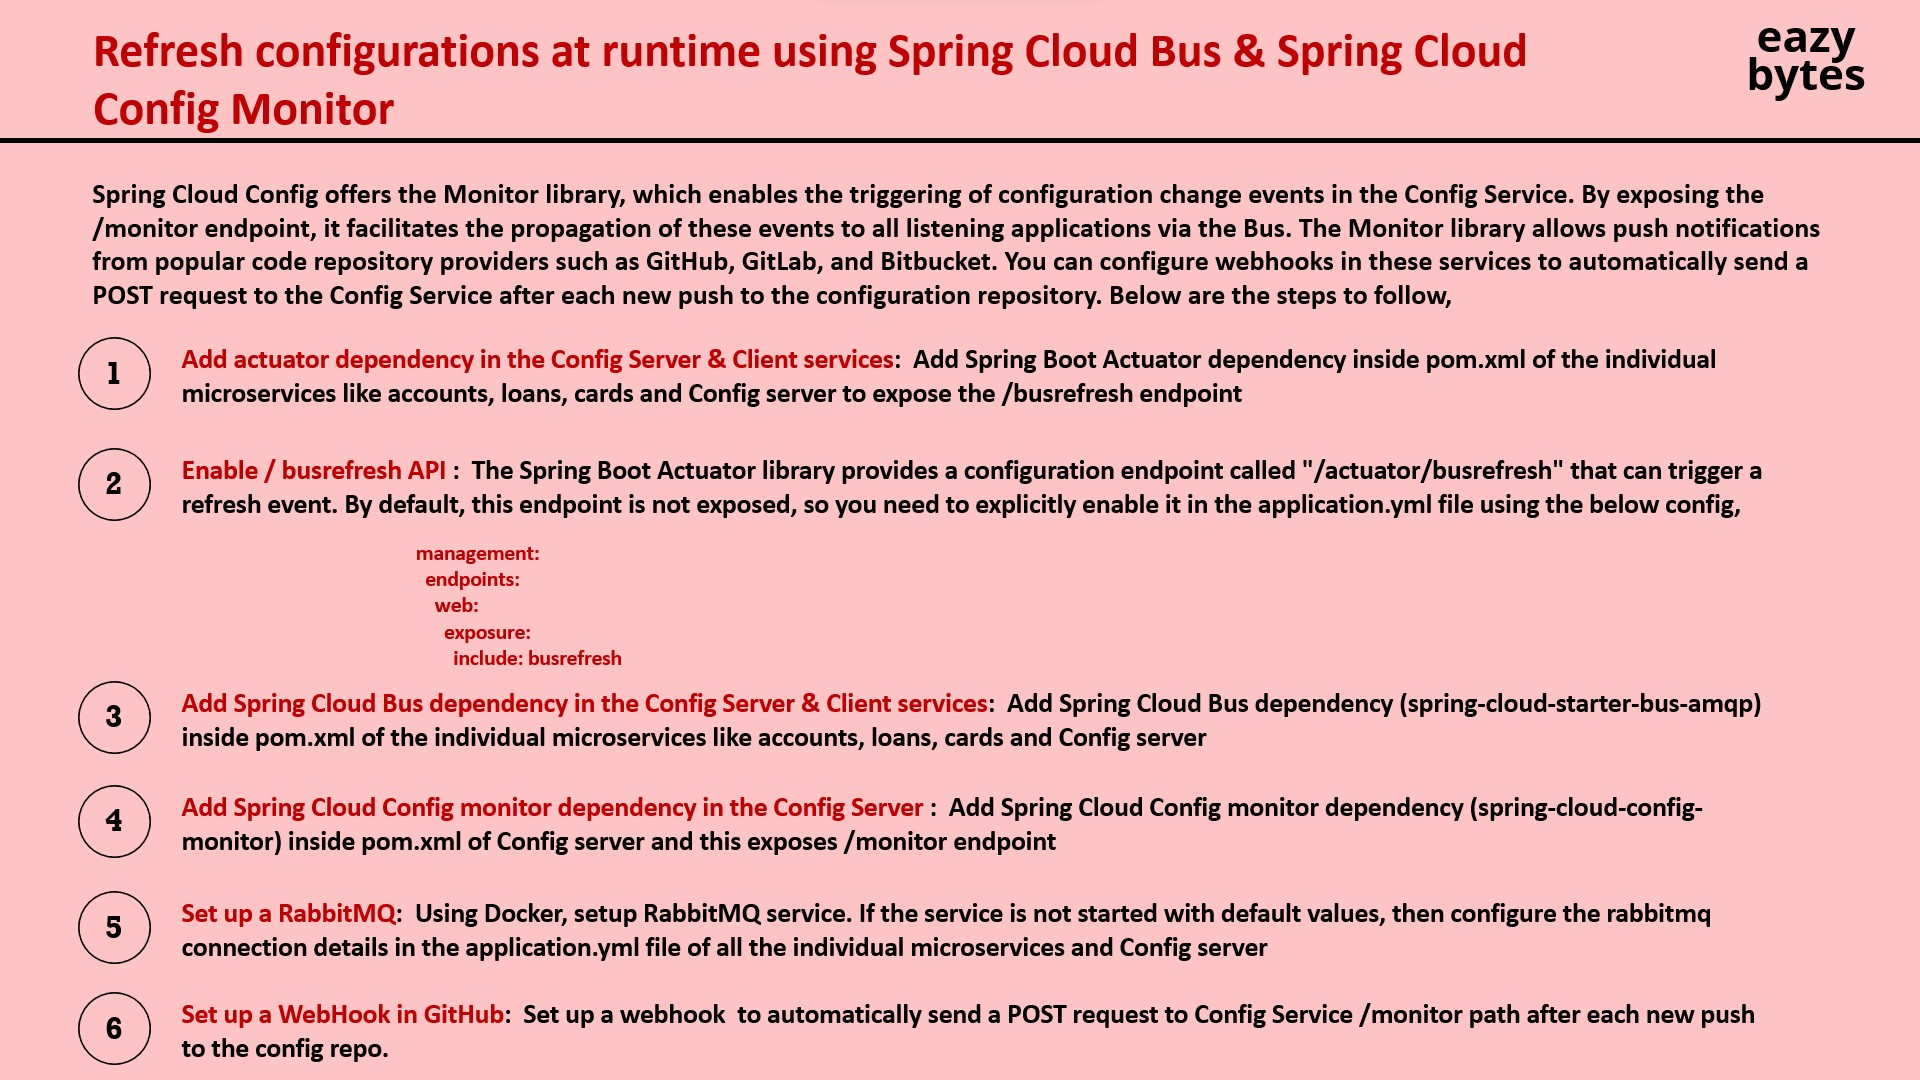 Refresh configurations at runtime using Spring Cloud Bus & Spring Cloud
Config Monitor
eazy
bytes
Spring Cloud Config offers the Monitor library, which enables the triggering of configuration change events in the Config Service. By exposing the
/monitor endpoint, it facilitates the propagation of these events to all listening applications via the Bus. The Monitor library allows push notifications
from popular code repository providers such as GitHub, GitLab, and Bitbucket. You can configure webhooks in these services to automatically send a
POST request to the Config Service after each new push to the configuration repository. Below are the steps to follow,
1
Add actuator dependency in the Config Server & Client services:  Add Spring Boot Actuator dependency inside pom.xml of the individual
microservices like accounts, loans, cards and Config server to expose the /busrefresh endpoint
2
Enable / busrefresh API :  The Spring Boot Actuator library provides a configuration endpoint called "/actuator/busrefresh" that can trigger a
refresh event. By default, this endpoint is not exposed, so you need to explicitly enable it in the application.yml file using the below config,
management:
endpoints:
web:
exposure:
include: busrefresh
3
Add Spring Cloud Bus dependency in the Config Server & Client services:  Add Spring Cloud Bus dependency (spring-cloud-starter-bus-amqp)
inside pom.xml of the individual microservices like accounts, loans, cards and Config server
4
Add Spring Cloud Config monitor dependency in the Config Server :  Add Spring Cloud Config monitor dependency (spring-cloud-config-
monitor) inside pom.xml of Config server and this exposes /monitor endpoint
5
Set up a RabbitMQ:  Using Docker, setup RabbitMQ service. If the service is not started with default values, then configure the rabbitmq
connection details in the application.yml file of all the individual microservices and Config server
6
Set up a WebHook in GitHub:  Set up a webhook  to automatically send a POST request to Config Service /monitor path after each new push
to the config repo.